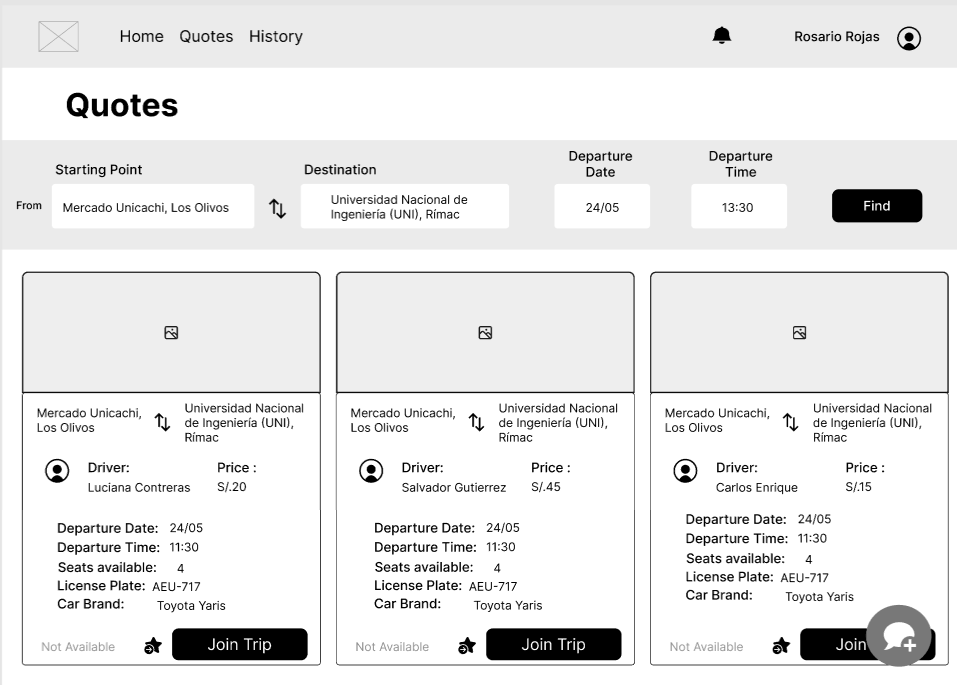 Home Quotes History Rosario Rojas
Quotes
Starting Point Destination Departure Date Departure Time
From Mercado Unicachi, Los Olivos Universidad Nacional de Ingeniería (UNI), Rímac 24/05 13:30 Find
Mercado Unicachi,
Los Olivos
Universidad Nacional
de Ingeniería (UNI),
Rímac
Driver: Price :
Luciana Contreras S/.20
Departure Date: 24/05
Departure Time: 11:30
Seats available: 4
License Plate: AEU-717
Car Brand: Toyota Yaris
Not Available Join Trip
Mercado Unicachi,
Los Olivos
Universidad Nacional
de Ingeniería (UNI),
Rímac
Driver: Price :
Salvador Gutierrez S/.45
Departure Date: 24/05
Departure Time: 11:30
Seats available: 4
License Plate: AEU-717
Car Brand: Toyota Yaris
Not Available Join Trip
Mercado Unicachi,
Los Olivos
Universidad Nacional
de Ingeniería (UNI),
Rímac
Driver: Price :
Carlos Enrique S/.15
Departure Date: 24/05
Departure Time: 11:30
Seats available: 4
License Plate: AEU-717
Car Brand: Toyota Yaris
Not Available Join